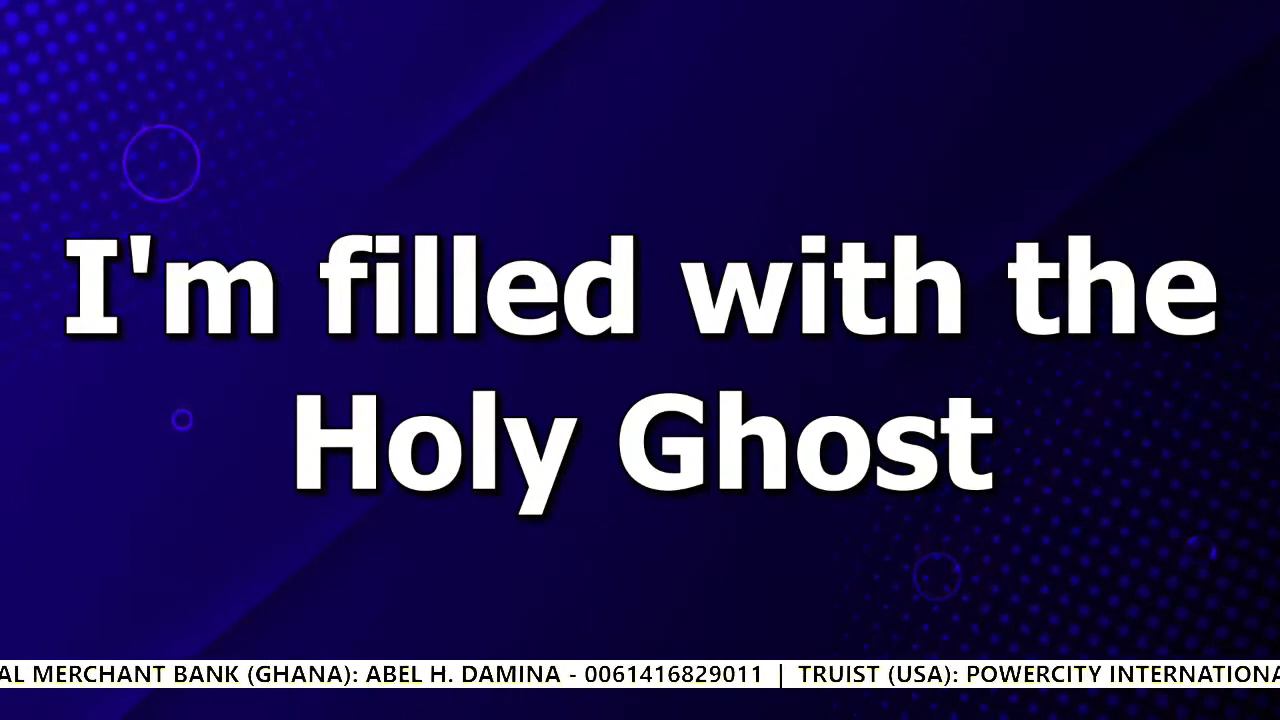 I'm filled with the
Holy Ghost
AL MERCHANT BANK (GHANA): ABEL H. DAMINA - 0061416829011 | TRUIST (USA): POWERCITY INTERNATIONA